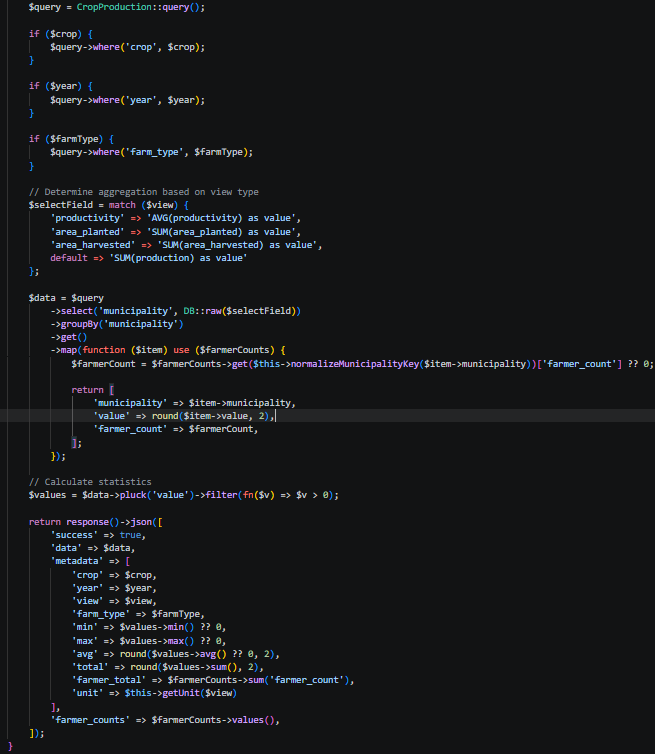 $query = CropProduction::query();
if ($crop) {
$query->where('crop', $crop);
}
if ($year) {
$query->where('year', $year);
}
if ($farmType) {
$query->where('farm_type', $farmType);
}
// Determine aggregation based on view type
$selectField = match ($view) {
'productivity' => 'AVG(productivity) as value',
'area_planted' => 'SUM(area_planted) as value',
'area_harvested' => 'SUM(area_harvested) as value',
default => 'SUM(production) as value'
};
$data = $query
->select('municipality', DB::raw($selectField))
->groupBy('municipality')
->get()
->map(function ($item) use ($farmerCounts) {
$farmerCount = $farmerCounts->get($this->normalizeMunicipalityKey($item->municipality))['farmer_count'] ?? 0;
return [
'municipality' => $item->municipality,
'value' => round($item->value, 2),
'farmer_count' => $farmerCount,
];
});
// Calculate statistics
$values = $data->pluck('value')->filter(fn($v) => $v > 0);
return response()->json([
'success' => true,
'data' => $data,
'metadata' => [
'crop' => $crop,
'year' => $year,
'view' => $view,
'farm_type' => $farmType,
'min' => $values->min() ?? 0,
'max' => $values->max() ?? 0,
'avg' => round($values->avg() ?? 0, 2),
'total' => round($values->sum(), 2),
'farmer_total' => $farmerCounts->sum('farmer_count'),
'unit' => $this->getUnit($view)
],
'farmer_counts' => $farmerCounts->values(),
]);
}